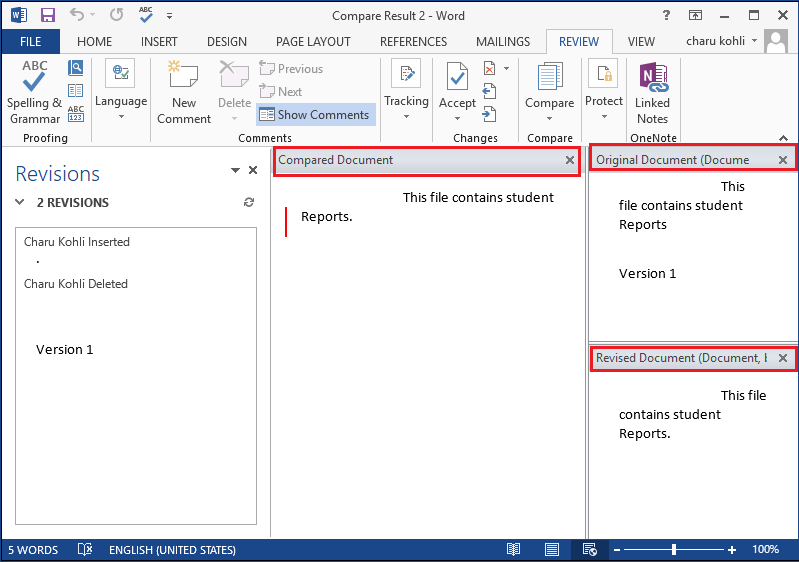 Compare Result 2 - Word
FILE HOME INSERT DESIGN PAGE LAYOUT REFERENCES MAILINGS REVIEW VIEW charu kohli
ABC
Spelling &
Grammar
ABC
123
Proofing
Language
New
Comment
Delete
Previous
Next
Show Comments
Comments
Tracking
Accept
Changes
Compare
Compare
Protect
Linked
Notes
OneNote
Revisions
2 REVISIONS
Charu Kohli Inserted
.
Charu Kohli Deleted
Version 1
Compared Document
This file contains student
Reports.
Original Document (Docume
This
file contains student
Reports
Version 1
Revised Document (Document, b
This file
contains student
Reports.
5 WORDS ENGLISH (UNITED STATES) 100%